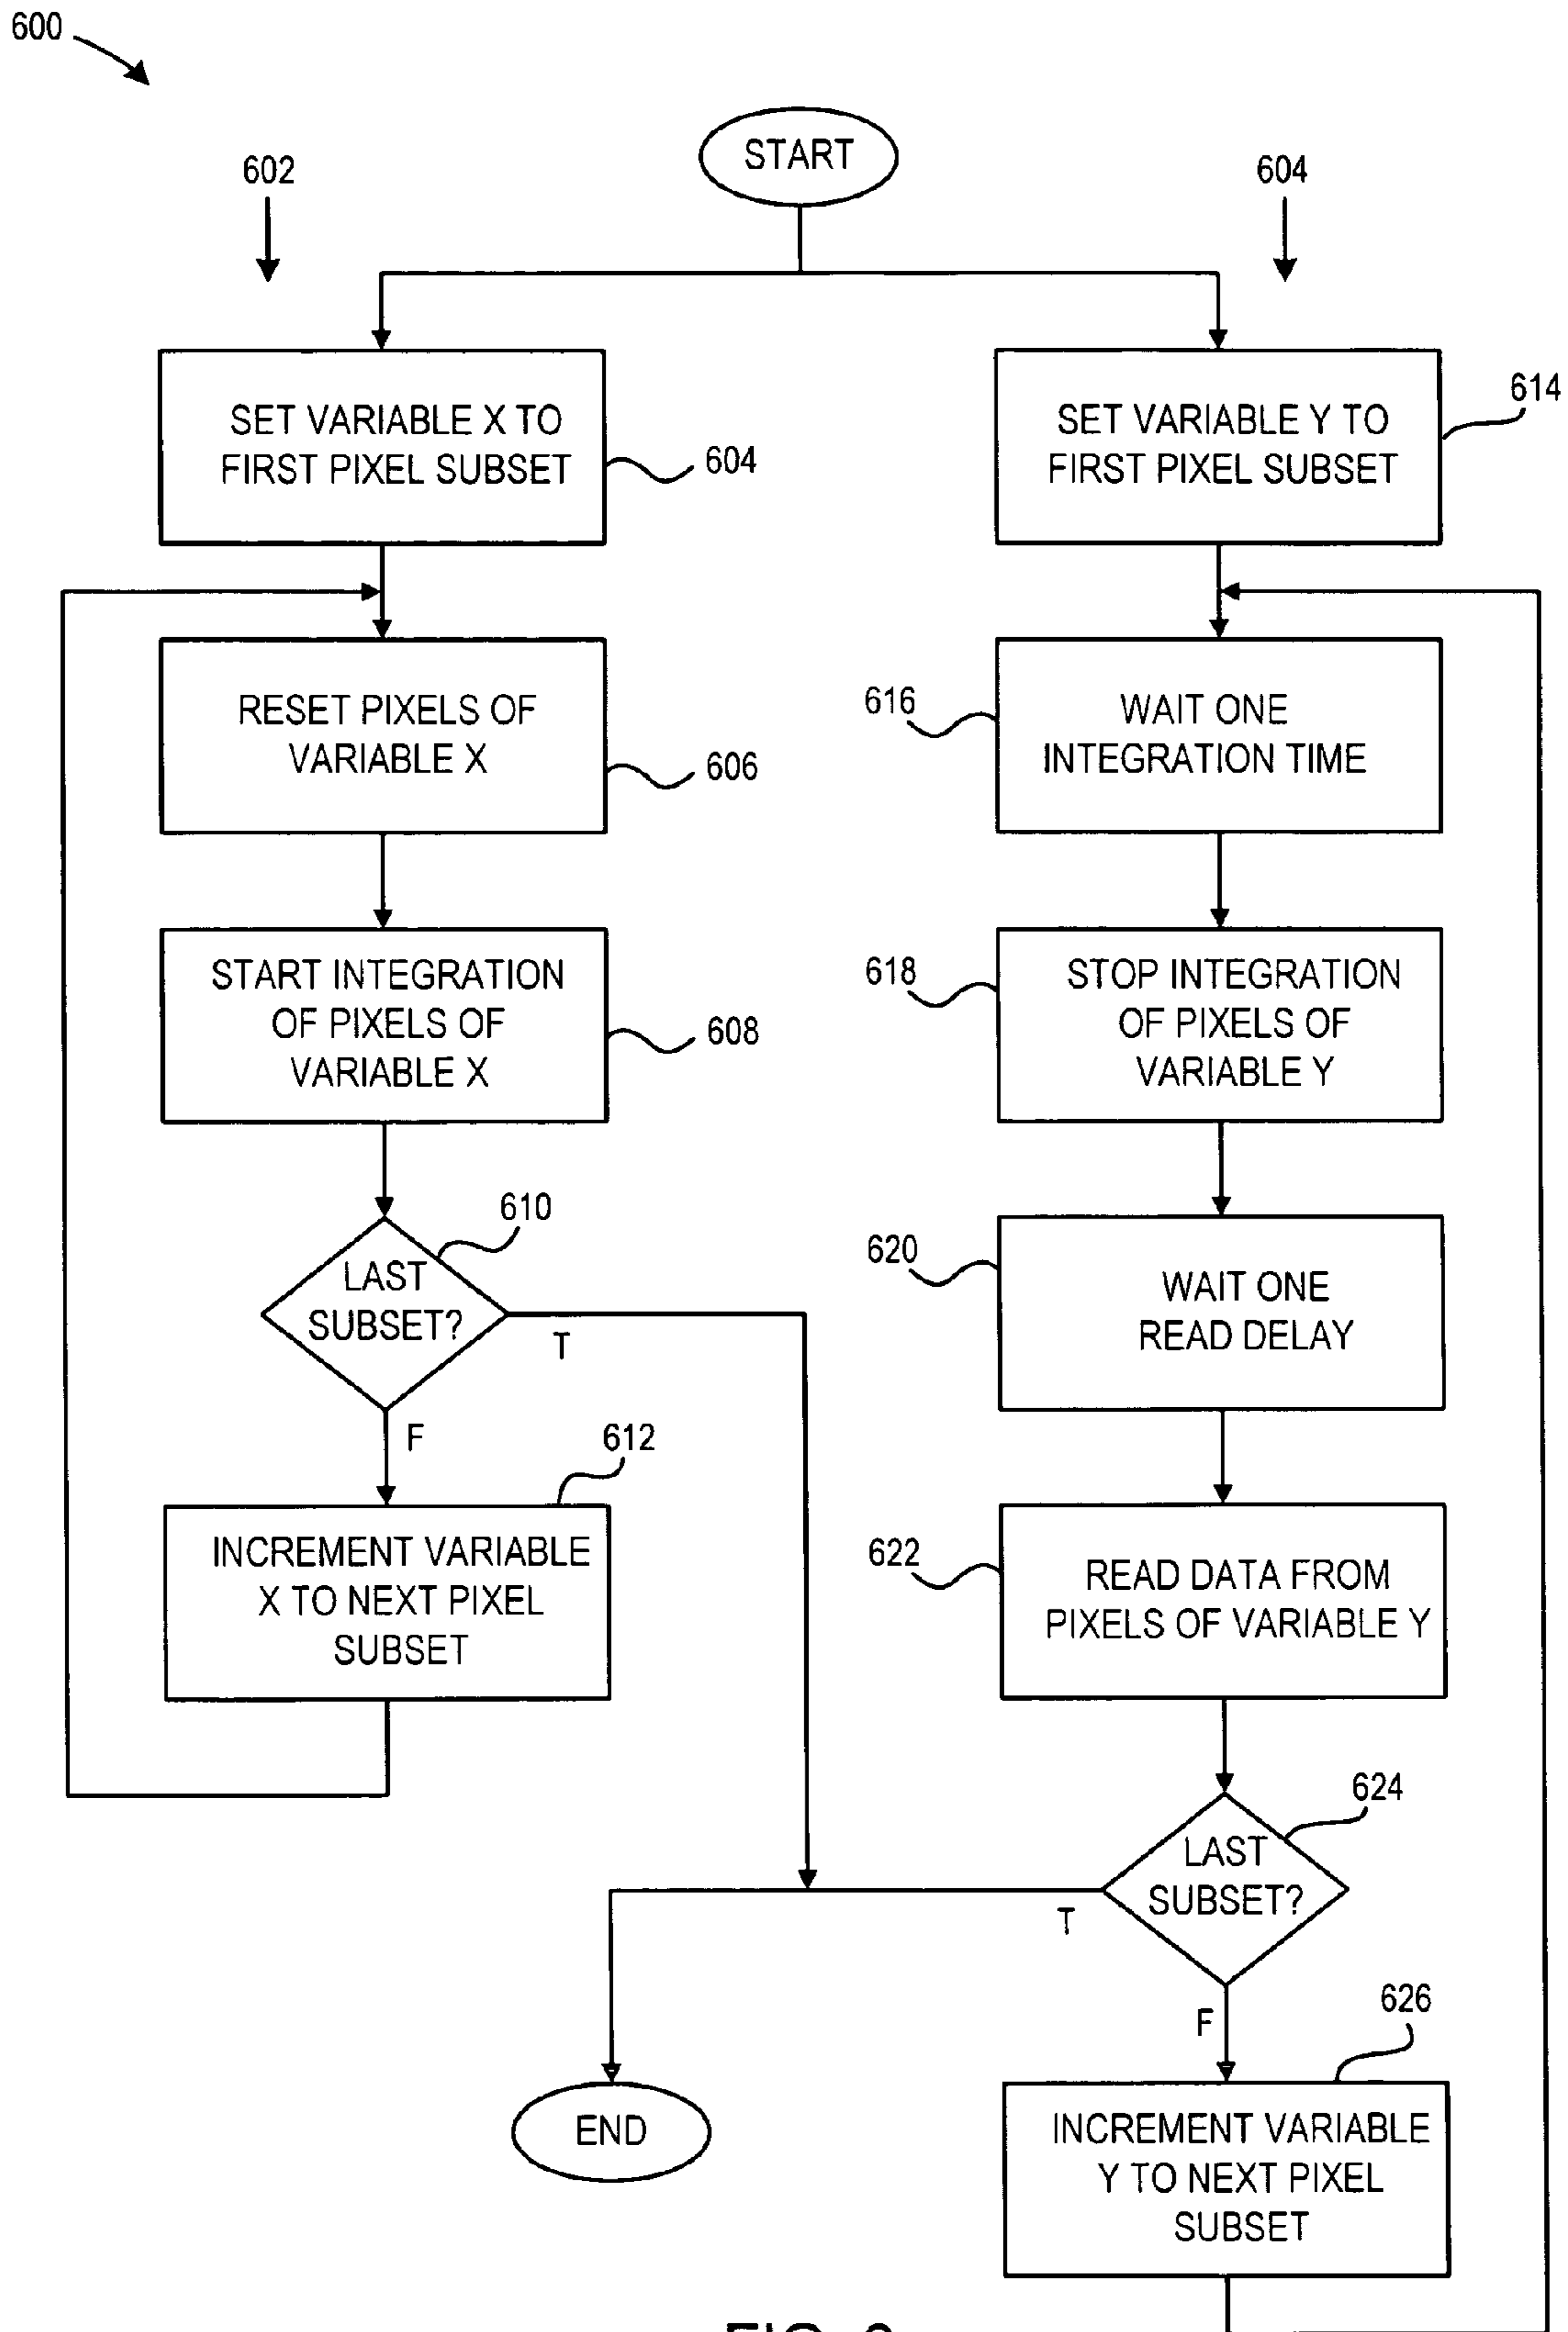 600
START
602
604
SET VARIABLE X TO
FIRST PIXEL SUBSET
604
SET VARIABLE Y TO
FIRST PIXEL SUBSET
614
RESET PIXELS OF
VARIABLE X
606
616
WAIT ONE
INTEGRATION TIME
START INTEGRATION
OF PIXELS OF
VARIABLE X
608
618
STOP INTEGRATION
OF PIXELS OF
VARIABLE Y
610
LAST
SUBSET?
T
F
620
WAIT ONE
READ DELAY
612
INCREMENT VARIABLE
X TO NEXT PIXEL
SUBSET
622
READ DATA FROM
PIXELS OF VARIABLE Y
624
LAST
SUBSET?
T
F
626
END
INCREMENT VARIABLE
Y TO NEXT PIXEL
SUBSET